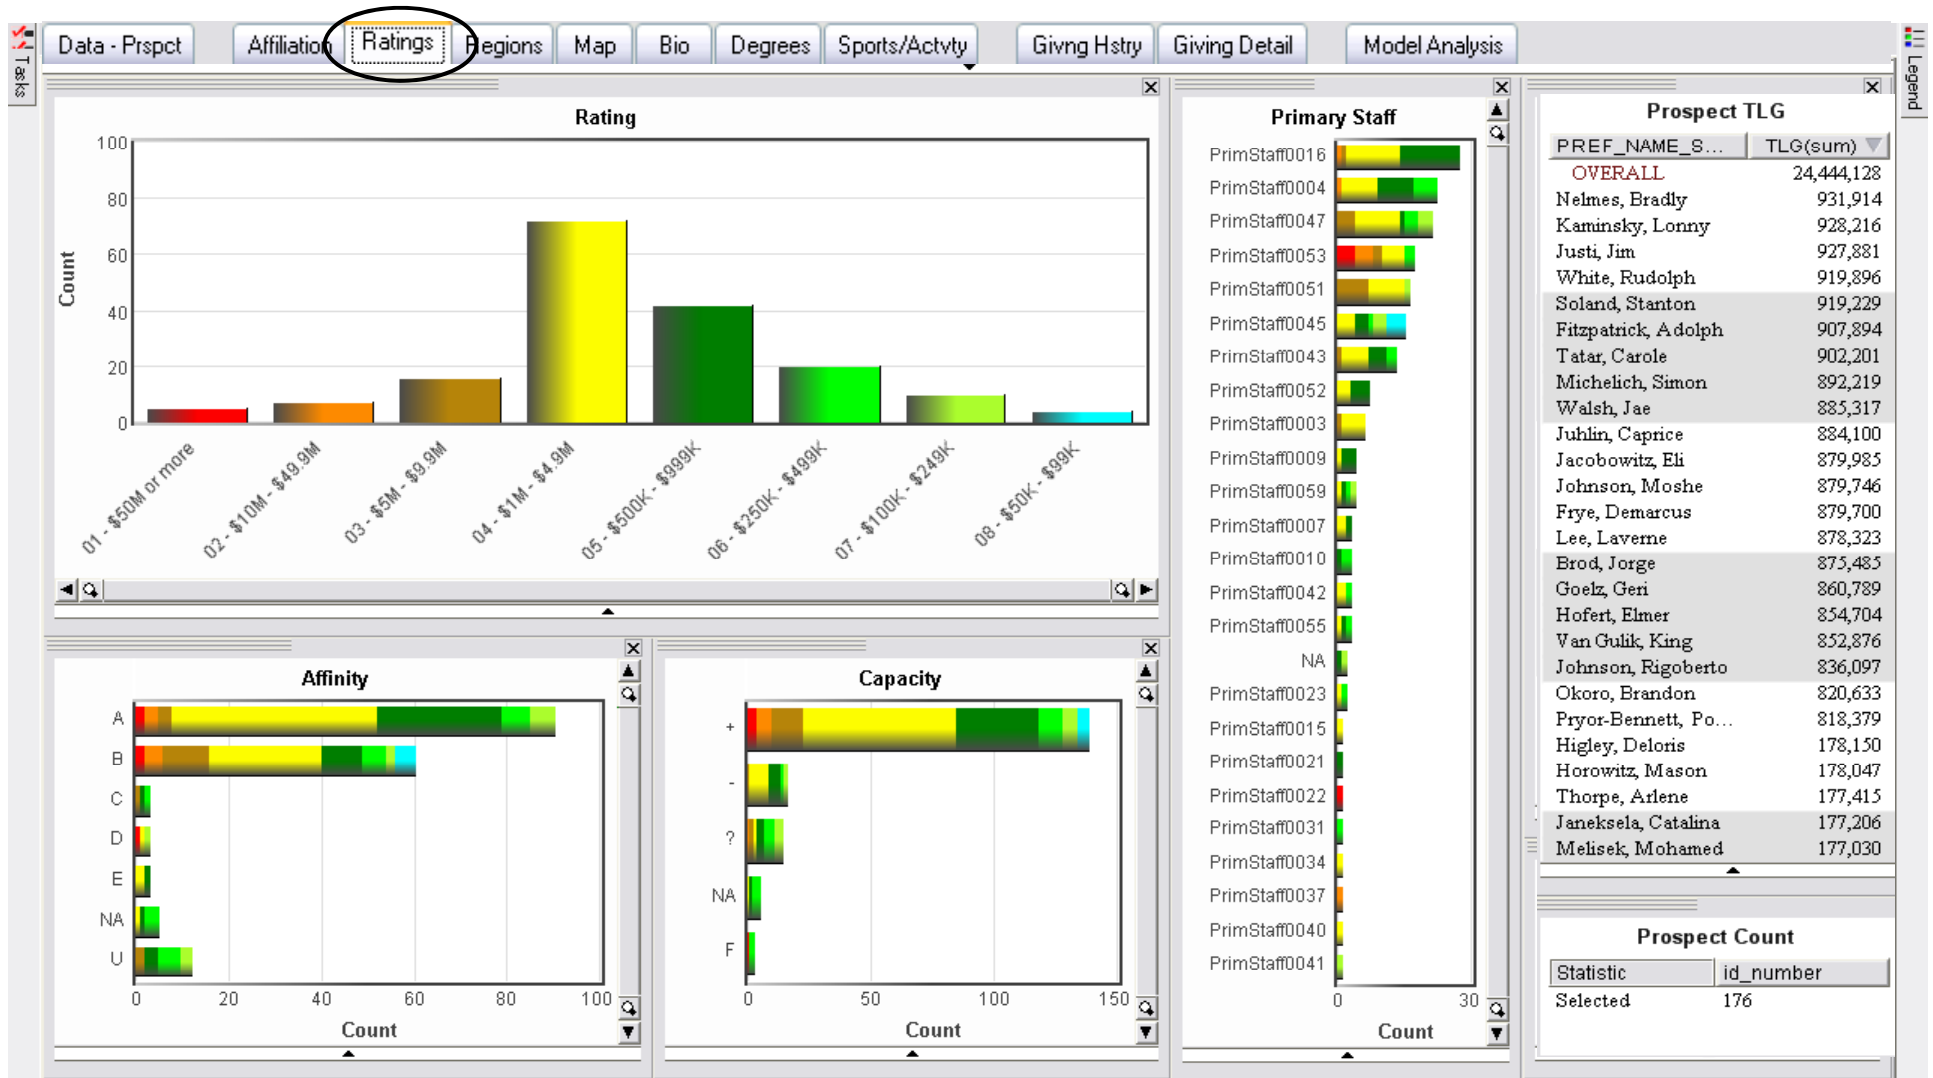 Data - Prspct Affiliation Ratings Regions Map Bio Degrees Sports/Actvty Givng Hstry Giving Detail Model Analysis
Tasks
Legend
Rating
Count
100
80
60
40
20
0
01 - $50M or more
02 - $10M - $49.9M
03 - $5M - $9.9M
04 - $1M - $4.9M
05 - $500K - $999K
06 - $250K - $499K
07 - $100K - $249K
08 - $50K - $99K
Affinity
A
B
C
D
E
NA
U
0 20 40 60 80 100
Count
Capacity
+
-
?
NA
F
0 50 100 150
Count
Primary Staff
PrimStaff0016
PrimStaff0004
PrimStaff0047
PrimStaff0053
PrimStaff0051
PrimStaff0045
PrimStaff0043
PrimStaff0052
PrimStaff0003
PrimStaff0009
PrimStaff0059
PrimStaff0007
PrimStaff0010
PrimStaff0042
PrimStaff0055
NA
PrimStaff0023
PrimStaff0015
PrimStaff0021
PrimStaff0022
PrimStaff0031
PrimStaff0034
PrimStaff0037
PrimStaff0040
PrimStaff0041
0 30
Count
Prospect TLG
PREF_NAME_S... TLG(sum)
OVERALL 24,444,128
Nelmes, Bradly 931,914
Kaminsky, Lonny 928,216
Justi, Jim 927,881
White, Rudolph 919,896
Soland, Stanton 919,229
Fitzpatrick, Adolph 907,894
Tatar, Carole 902,201
Michelich, Simon 892,219
Walsh, Jae 885,317
Juhlin, Caprice 884,100
Jacobowitz, Eli 879,985
Johnson, Moshe 879,746
Frye, Demarcus 879,700
Lee, Laverne 878,323
Brod, Jorge 875,485
Goelz, Geri 860,789
Hofert, Elmer 854,704
Van Gulik, King 852,876
Johnson, Rigoberto 836,097
Okoro, Brandon 820,633
Pryor-Bennett, Po... 818,379
Higley, Deloris 178,150
Horowitz, Mason 178,047
Thorpe, Arlene 177,415
Janeksela, Catalina 177,206
Melisek, Mohamed 177,030
Prospect Count
Statistic id_number
Selected 176